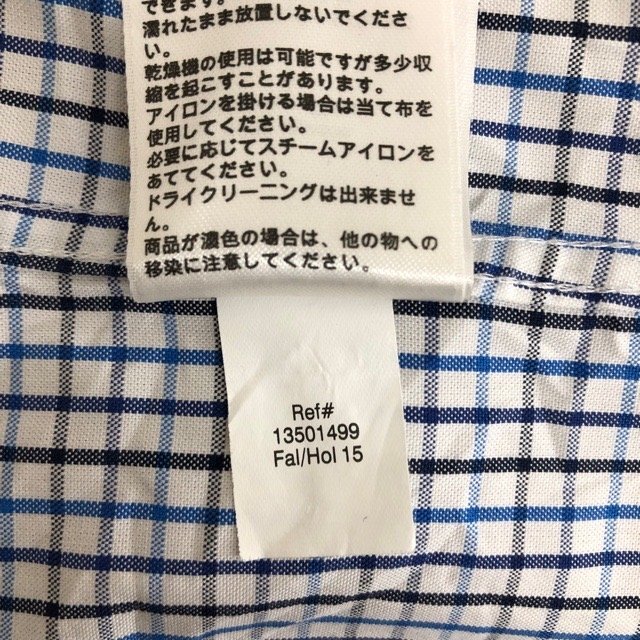 できます。
濡れたまま放置しないでくださ
い。
乾燥機の使用は可能ですが多少収
縮を起こすことがあります。
アイロンを掛ける場合は当て布を
使用してください。
必要に応じてスチームアイロンを
あててください。
ドライクリーニングは出来ませ
ん。
商品が濃色の場合は、他の物への
移染に注意してください。
Ref#
13501499
Fal/Hol 15